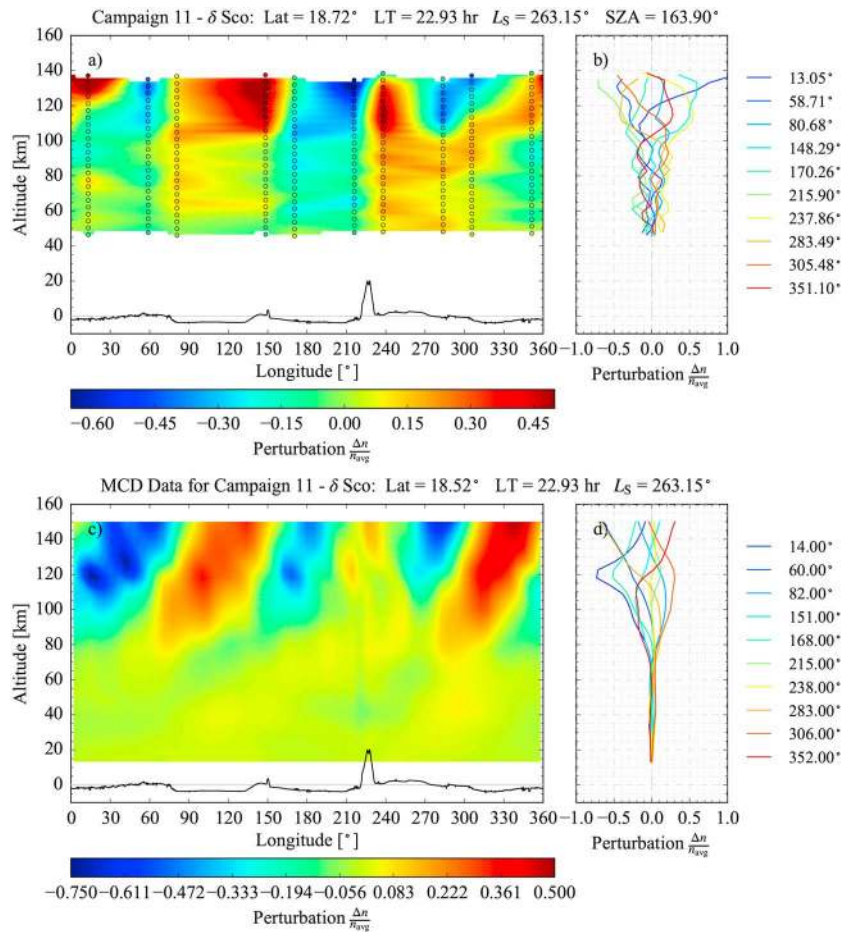 Campaign 11 - δ Sco: Lat = 18.72° LT = 22.93 hr L_S = 263.15° SZA = 163.90°
a)
160
140
120
100
80
60
40
20
0
Altitude [km]
0 30 60 90 120 150 180 210 240 270 300 330 360
Longitude [°]
−0.60 −0.45 −0.30 −0.15 0.00 0.15 0.30 0.45
Perturbation Δn/n_avg
b)
−1.0 −0.5 0.0 0.5 1.0
Perturbation Δn/n_avg
13.05°
58.71°
80.68°
148.29°
170.26°
215.90°
237.86°
283.49°
305.48°
351.10°
MCD Data for Campaign 11 - δ Sco: Lat = 18.52° LT = 22.93 hr L_S = 263.15°
c)
160
140
120
100
80
60
40
20
0
Altitude [km]
0 30 60 90 120 150 180 210 240 270 300 330 360
Longitude [°]
−0.750 −0.611 −0.472 −0.333 −0.194 −0.056 0.083 0.222 0.361 0.500
Perturbation Δn/n_avg
d)
−1.0 −0.5 0.0 0.5 1.0
Perturbation Δn/n_avg
14.00°
60.00°
82.00°
151.00°
168.00°
215.00°
238.00°
283.00°
306.00°
352.00°